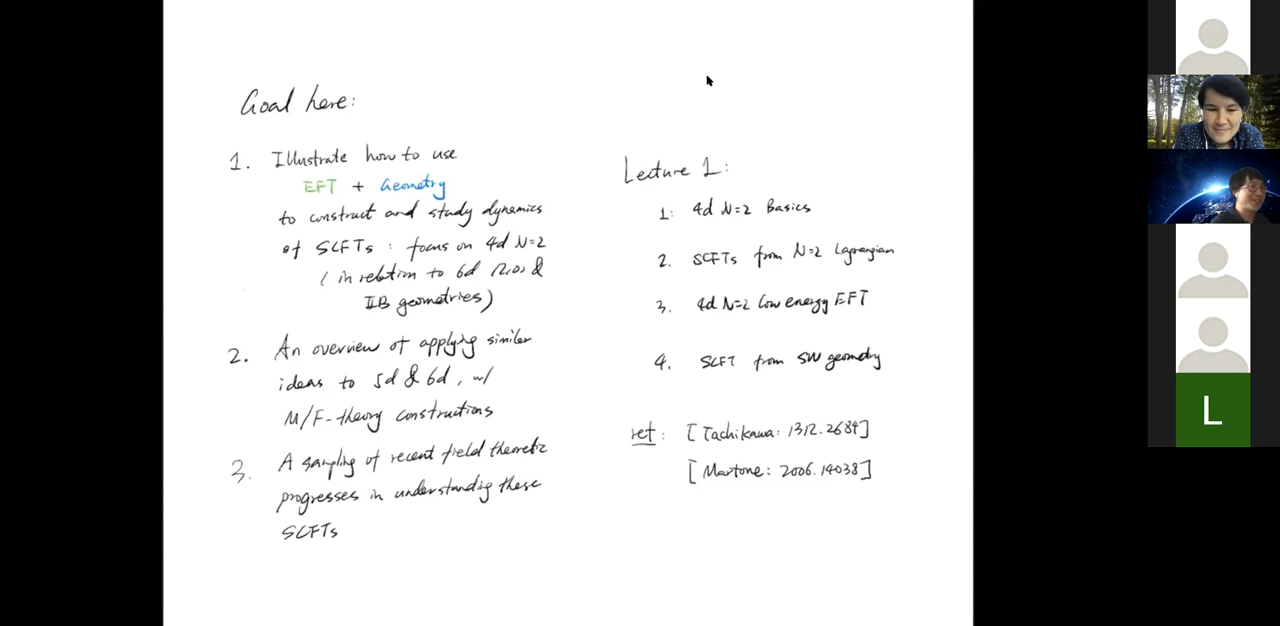 Goal here:
1. Illustrate how to use
EFT + Geometry
to construct and study dynamics
of SCFTs : focus on 4d N=2
(in relation to 6d (2,0) &
IIB geometries)
2. An overview of applying similar
ideas to 5d & 6d, w/
M/F-theory constructions
3. A sampling of recent field theoretic
progresses in understanding these
SCFTs
Lecture 1:
1: 4d N=2 Basics
2. SCFTs from N=2 Lagrangian
3. 4d N=2 low energy EFT
4. SCFT from SW geometry
ref: [Tachikawa: 1312.2684]
[Martone: 2006.14038]
L